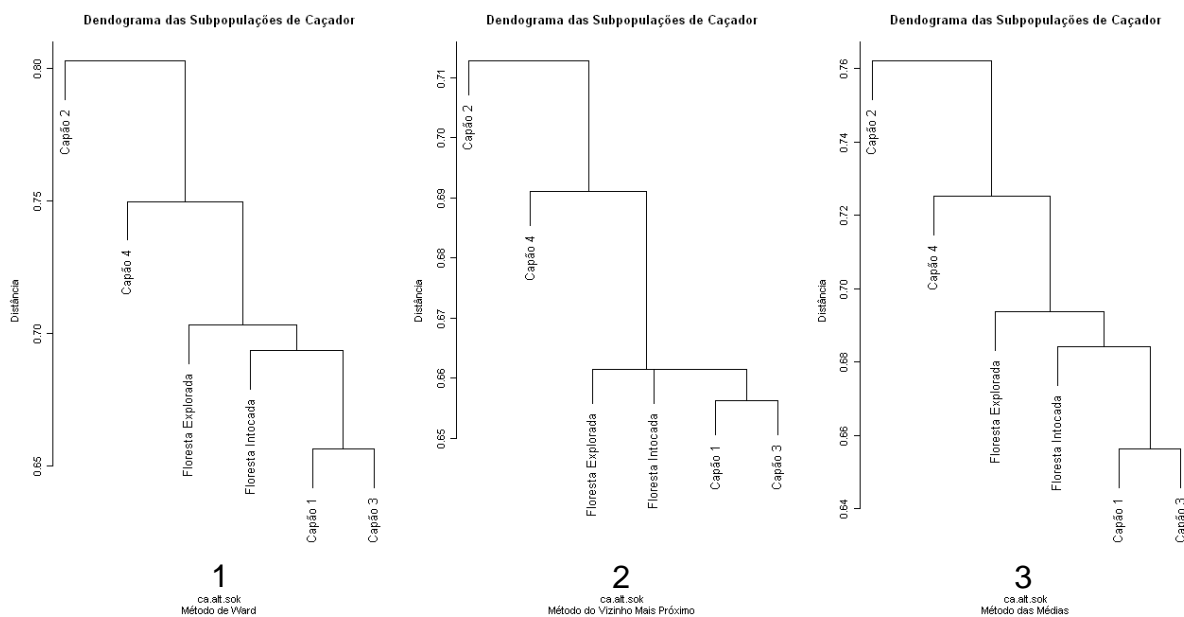 Dendograma das Subpopulações de Caçador
Distância
0.80
0.75
0.70
0.65
Capão 2
Capão 4
Floresta Explorada
Floresta Intocada
Capão 1
Capão 3
1
ca.alt.sok
Método de Ward
Dendograma das Subpopulações de Caçador
Distância
0.71
0.70
0.69
0.68
0.67
0.66
0.65
Capão 2
Capão 4
Floresta Explorada
Floresta Intocada
Capão 1
Capão 3
2
ca.alt.sok
Método do Vizinho Mais Próximo
Dendograma das Subpopulações de Caçador
Distância
0.76
0.74
0.72
0.70
0.68
0.66
0.64
Capão 2
Capão 4
Floresta Explorada
Floresta Intocada
Capão 1
Capão 3
3
ca.alt.sok
Método das Médias